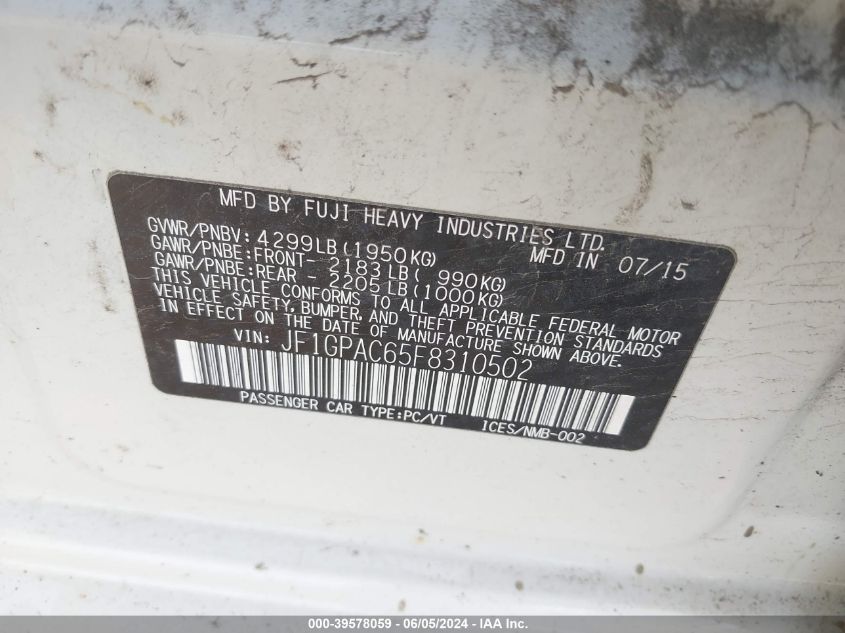 MFD BY FUJI HEAVY INDUSTRIES LTD.
GVWR/PNBV: 4299LB(1950KG) MFD IN 07/15
GAWR/PNBE:FRONT- 2183LB( 990KG)
GAWR/PNBE:REAR - 2205LB(1000KG)
THIS VEHICLE CONFORMS TO ALL APPLICABLE FEDERAL MOTOR
VEHICLE SAFETY, BUMPER, AND THEFT PREVENTION STANDARDS
IN EFFECT ON THE DATE OF MANUFACTURE SHOWN ABOVE.
VIN: JF1GPAC65F8310502
PASSENGER CAR TYPE:PC/VT ICES/NMB-002
000-39578059 - 06/05/2024 - IAA Inc.